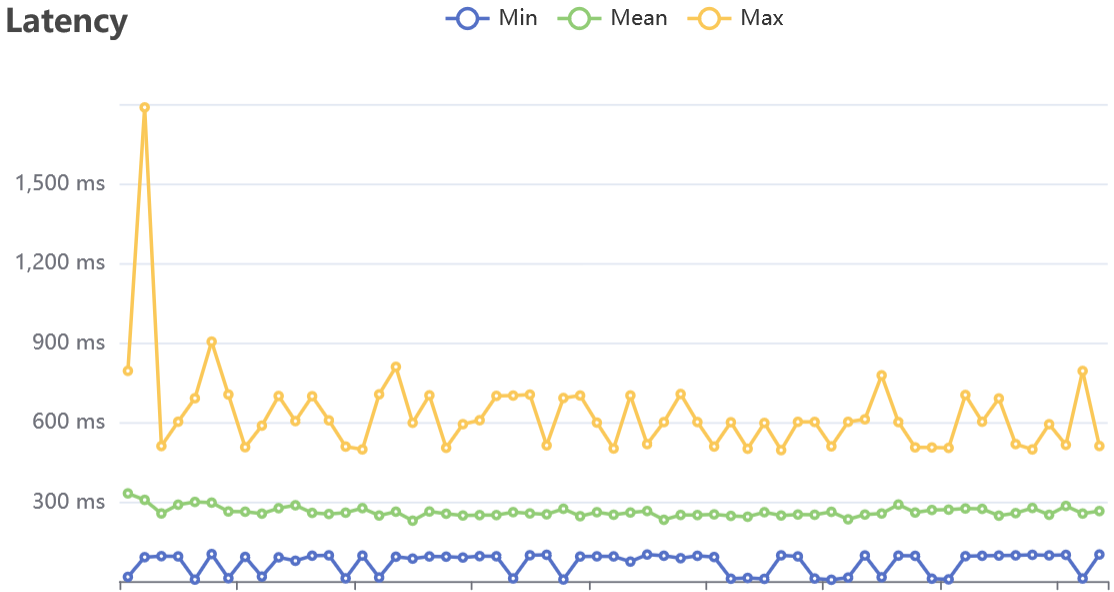 Latency
Min Mean Max
1,500 ms
1,200 ms
900 ms
600 ms
300 ms